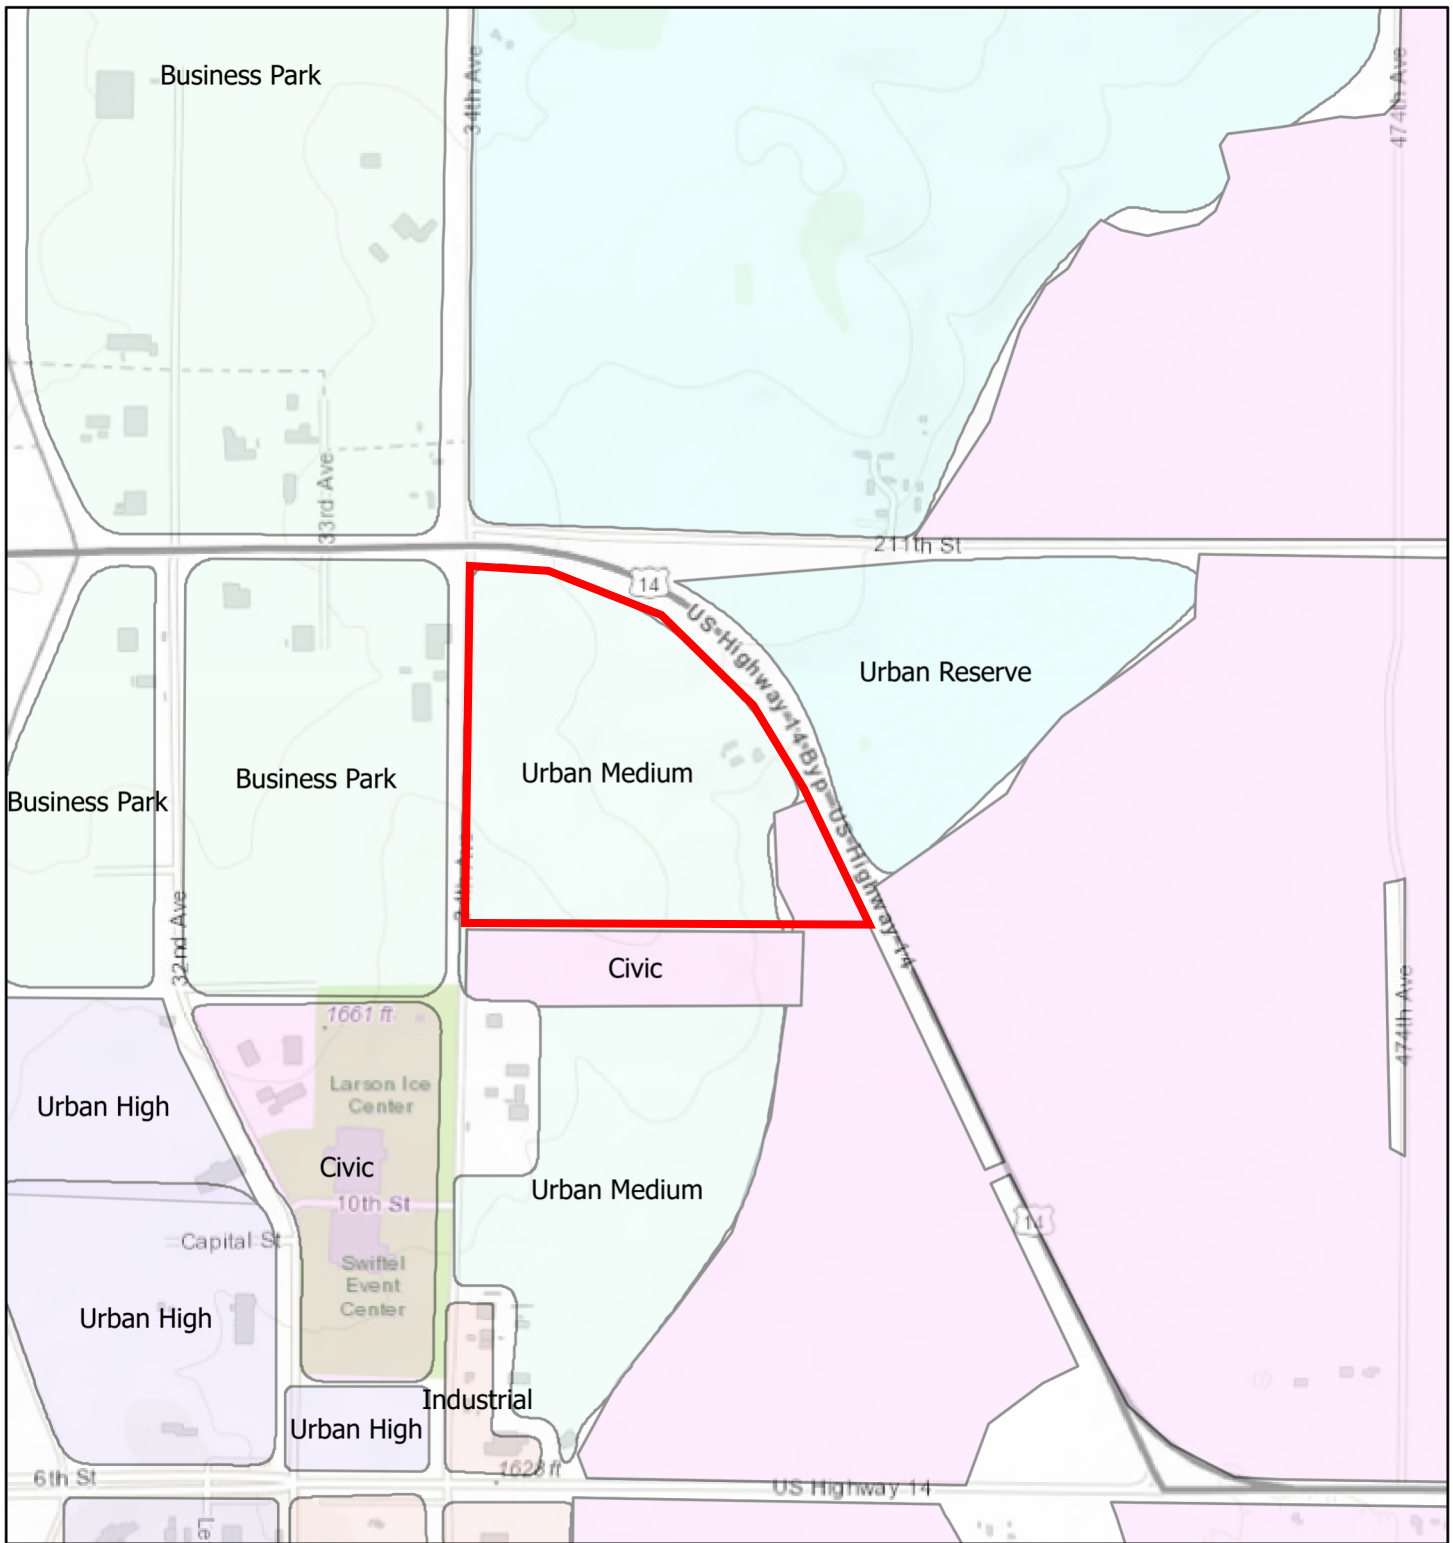 Business Park
34th Ave
474th Ave
33rd Ave
211th St
14
US Highway 14 Byp
US Highway 14
Urban Reserve
Urban Medium
Business Park
Business Park
34th Ave
32nd Ave
Civic
1661 ft
Larson Ice
Center
474th Ave
Urban High
Civic
Urban Medium
10th St
14
Capital St
Swiftel
Event
Center
Urban High
Industrial
Urban High
1628 ft
6th St
US Highway 14
Le